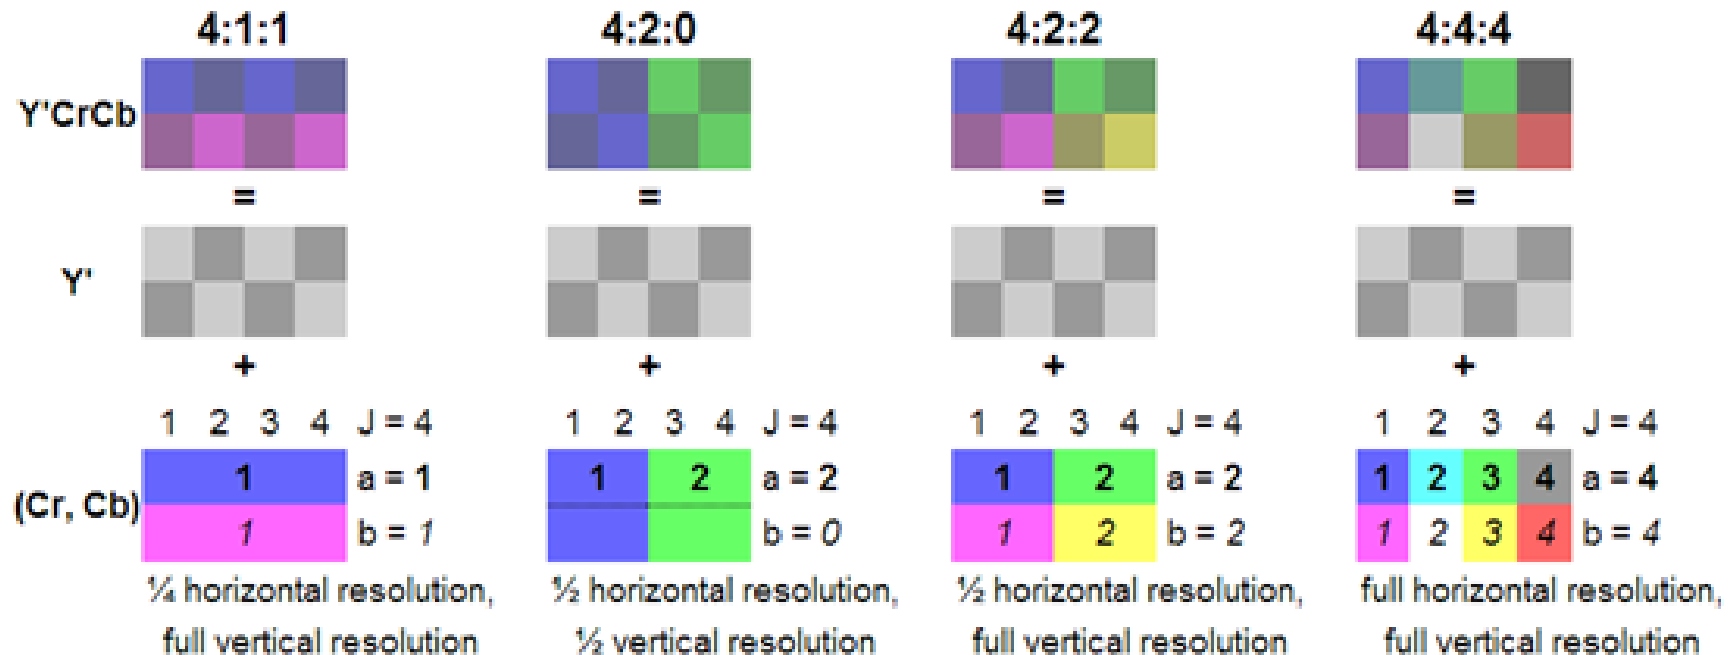 4:1:1 4:2:0 4:2:2 4:4:4
Y'CrCb
= = = =
Y'
+ + + +
1 2 3 4 J = 4 1 2 3 4 J = 4 1 2 3 4 J = 4 1 2 3 4 J = 4
1 a = 1 1 2 a = 2 1 2 a = 2 1 2 3 4 a = 4
(Cr, Cb)
1 b = 1 b = 0 1 2 b = 2 1 2 3 4 b = 4
¼ horizontal resolution, ½ horizontal resolution, ½ horizontal resolution, full horizontal resolution,
full vertical resolution ½ vertical resolution full vertical resolution full vertical resolution